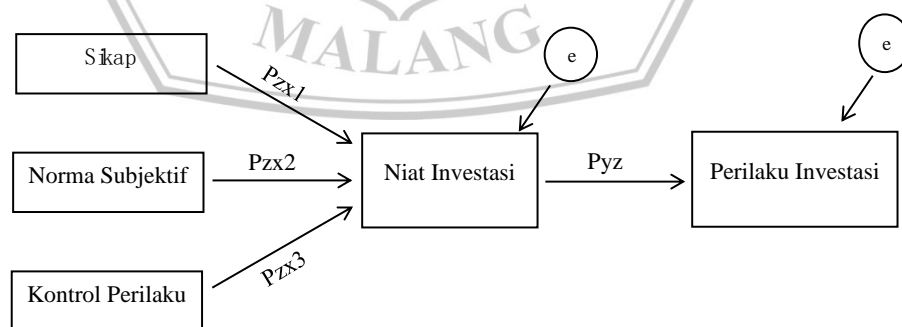 MALANG
e
e
Sikap
Pzx1
Norma Subjektif
Pzx2
Niat Investasi
Pyz
Perilaku Investasi
Pzx3
Kontrol Perilaku